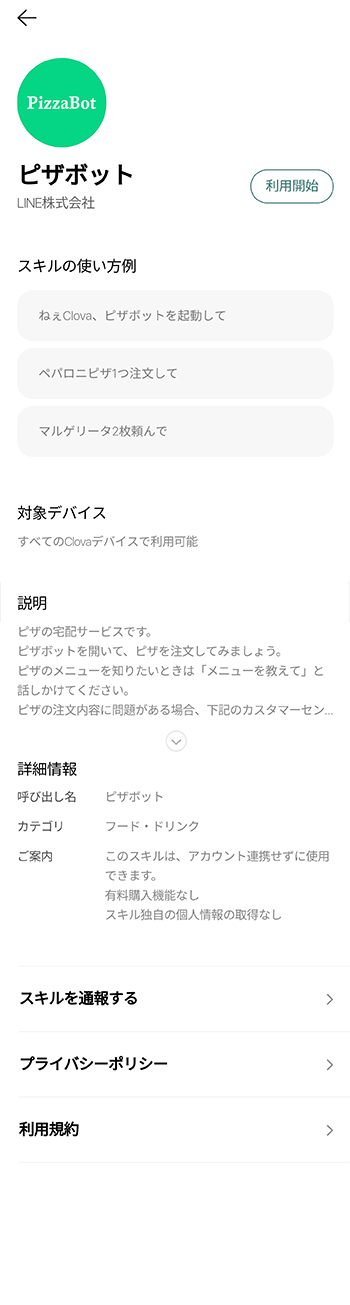 PizzaBot
ピザボット
LINE株式会社
利用開始
スキルの使い方例
ねぇClova、ピザボットを起動して
ペパロニピザ1つ注文して
マルゲリータ2枚頼んで
対象デバイス
すべてのClovaデバイスで利用可能
説明
ピザの宅配サービスです。
ピザボットを開いて、ピザを注文してみましょう。
ピザのメニューを知りたいときは「メニューを教えて」と
話しかけてください。
ピザの注文内容に問題がある場合、下記のカスタマーセン...
詳細情報
呼び出し名 ピザボット
カテゴリ フード・ドリンク
ご案内 このスキルは、アカウント連携せずに使用
できます。
有料購入機能なし
スキル独自の個人情報の取得なし
スキルを通報する
プライバシーポリシー
利用規約